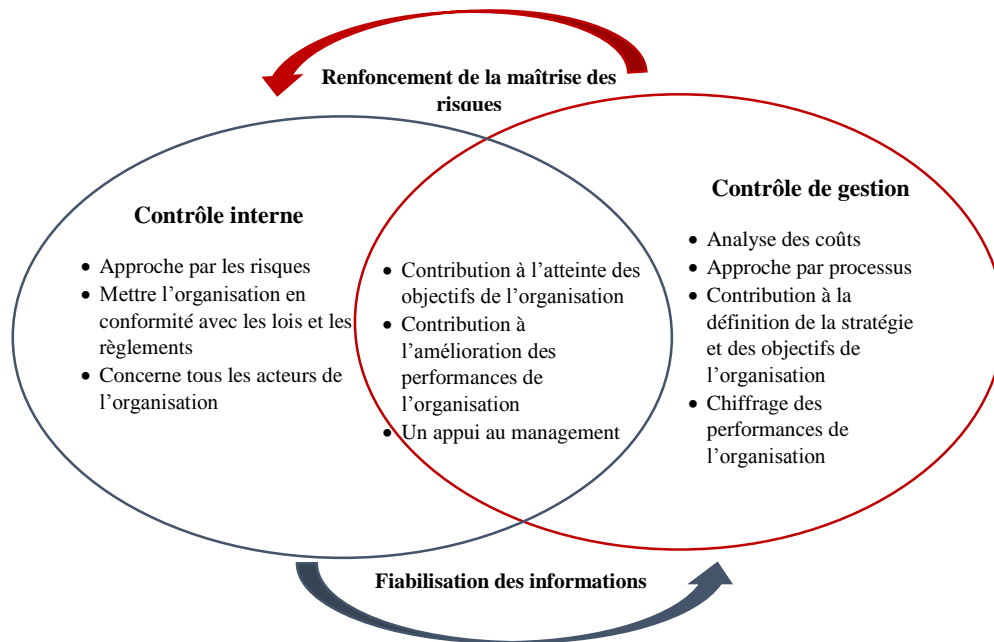 Renfoncement de la maîtrise des
risques
Contrôle interne
• Approche par les risques
• Mettre l’organisation en
conformité avec les lois et les
règlements
• Concerne tous les acteurs de
l’organisation
• Contribution à l’atteinte des
objectifs de l’organisation
• Contribution à
l’amélioration des
performances de
l’organisation
• Un appui au management
Contrôle de gestion
• Analyse des coûts
• Approche par processus
• Contribution à la
définition de la stratégie
et des objectifs de
l’organisation
• Chiffrage des
performances de
l’organisation
Fiabilisation des informations